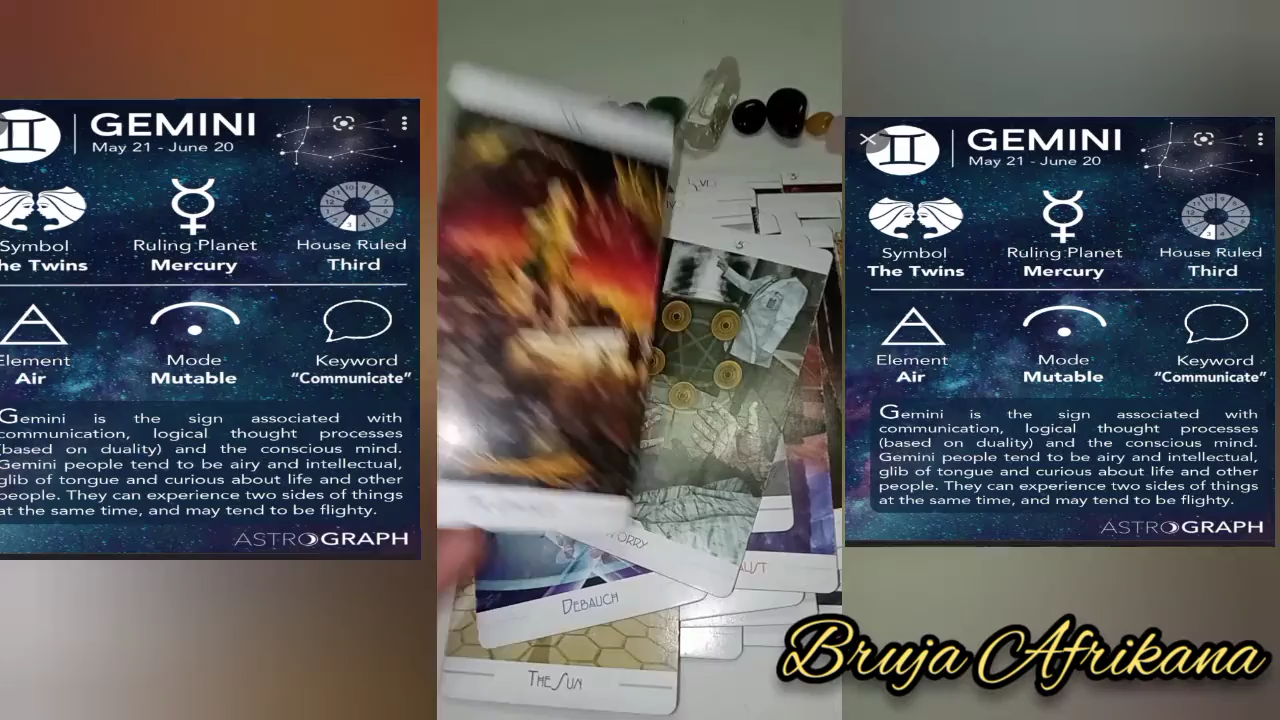 GEMINI
May 21 - June 20
Symbol
he Twins
Ruling Planet
Mercury
House Ruled
Third
Element
Air
Mode
Mutable
Keyword
“Communicate”
Gemini is the sign associated with
communication, logical thought processes
(based on duality) and the conscious mind.
Gemini people tend to be airy and intellectual,
glib of tongue and curious about life and other
people. They can experience two sides of things
at the same time, and may tend to be flighty.
ASTROGRAPH
5
ORRY
UST
DEBAUCH
THE SUN
GEMINI
May 21 - June 20
Symbol
The Twins
Ruling Planet
Mercury
House Ruled
Third
Element
Air
Mode
Mutable
Keyword
“Communicate”
Gemini is the sign associated with
communication, logical thought processes
(based on duality) and the conscious mind.
Gemini people tend to be airy and intellectual,
glib of tongue and curious about life and other
people. They can experience two sides of things
at the same time, and may tend to be flighty.
ASTROGRAPH
Bruja Afrikana